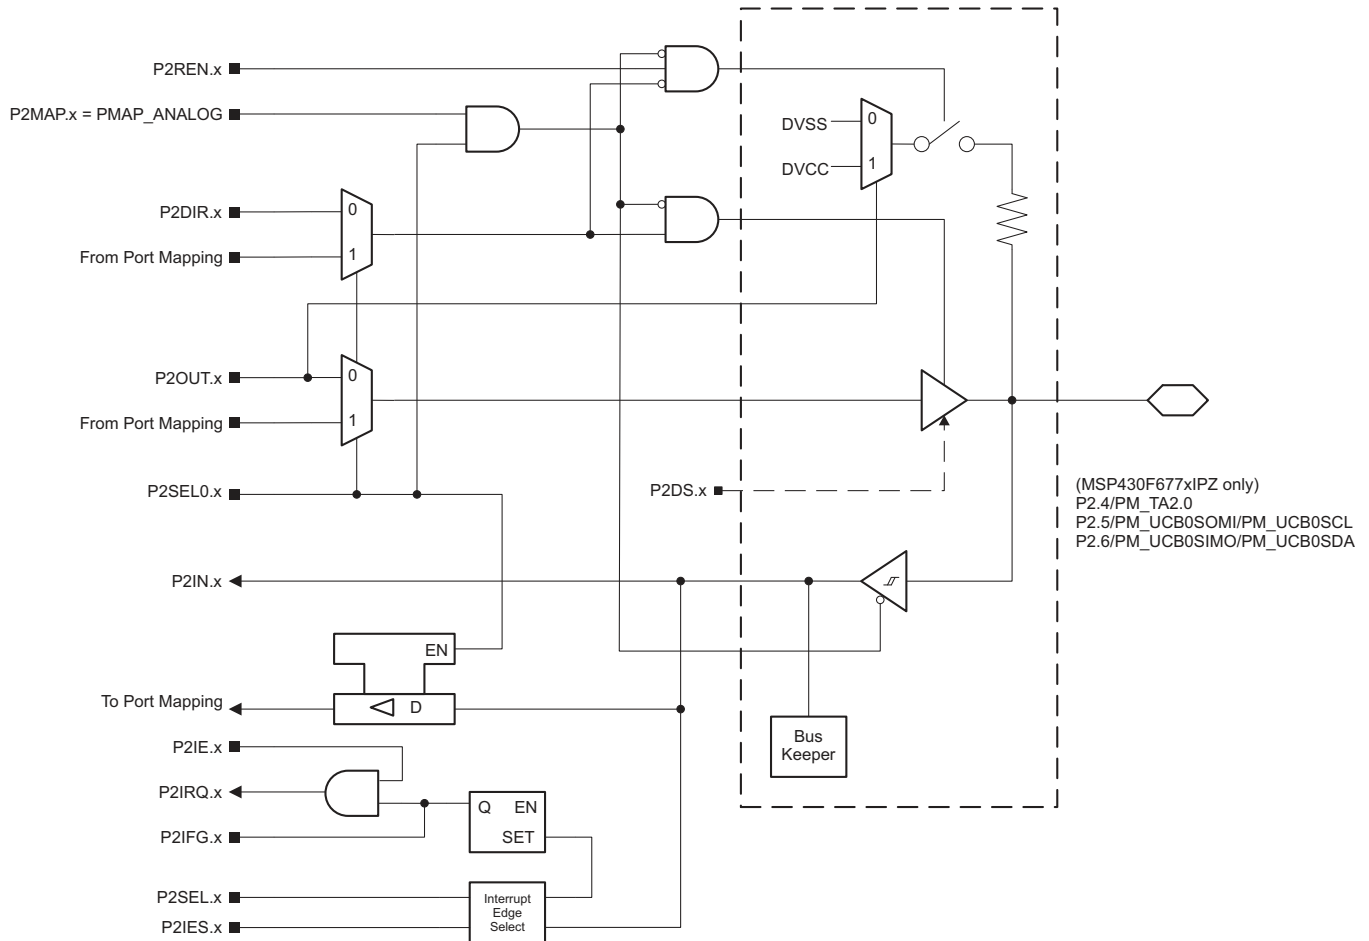 P2REN.x
P2MAP.x = PMAP_ANALOG
DVSS
0
DVCC
1
P2DIR.x
0
From Port Mapping
1
P2OUT.x
0
From Port Mapping
1
P2SEL0.x
P2DS.x
(MSP430F677xIPZ only)
P2.4/PM_TA2.0
P2.5/PM_UCB0SOMI/PM_UCB0SCL
P2.6/PM_UCB0SIMO/PM_UCB0SDA
P2IN.x
EN
To Port Mapping
D
Bus
Keeper
P2IE.x
P2IRQ.x
Q EN
SET
P2IFG.x
P2SEL.x
P2IES.x
Interrupt
Edge
Select